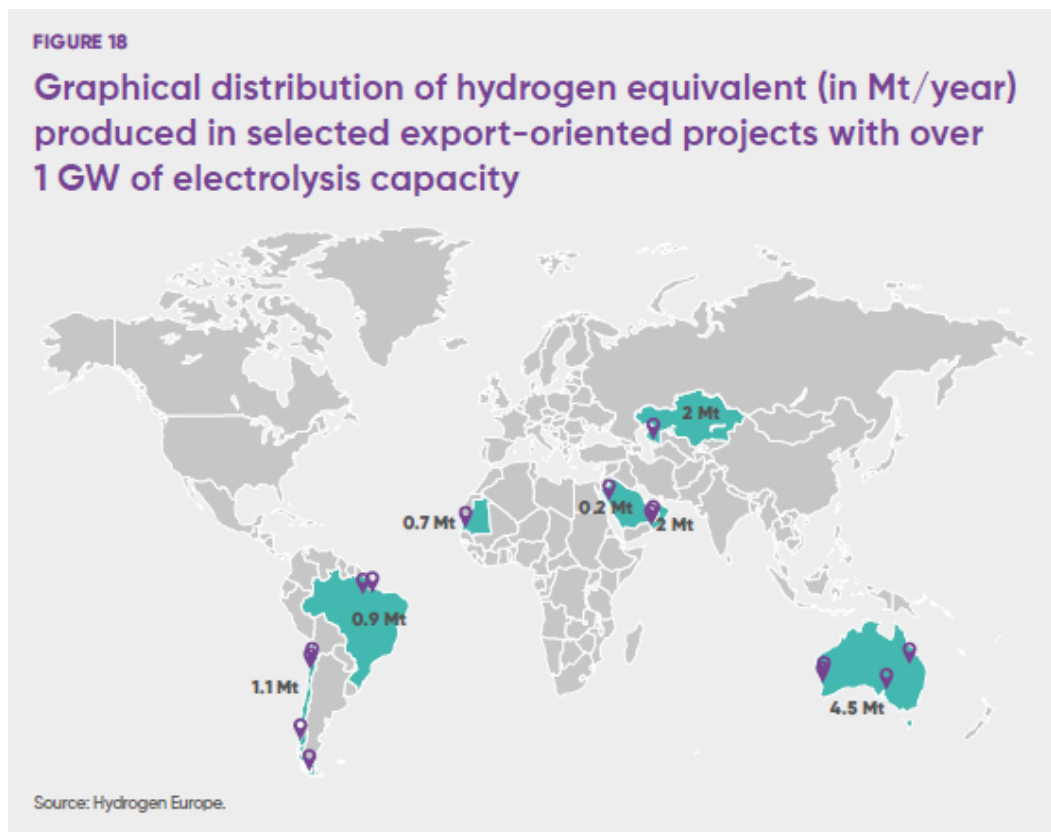 FIGURE 18
Graphical distribution of hydrogen equivalent (in Mt/year)
produced in selected export-oriented projects with over
1 GW of electrolysis capacity
2 Mt
0.2 Mt
0.7 Mt
2 Mt
0.9 Mt
1.1 Mt
4.5 Mt
Source: Hydrogen Europe.